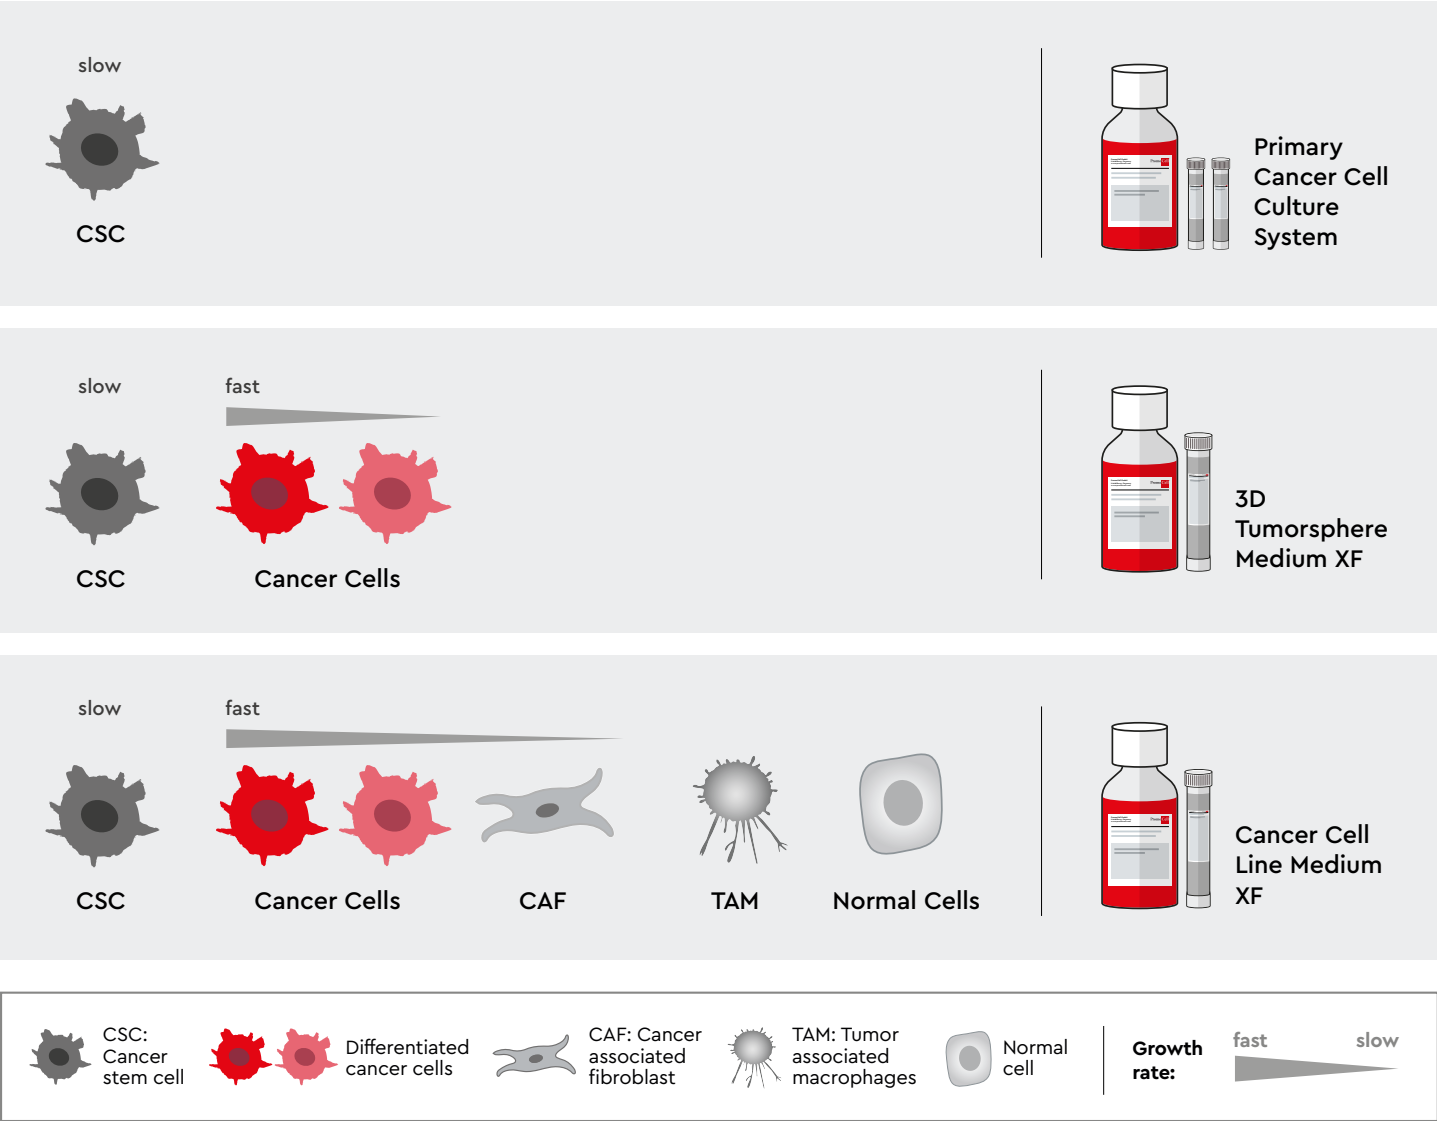 slow
CSC
Primary
Cancer Cell
Culture
System
slow
fast
CSC
Cancer Cells
3D
Tumorsphere
Medium XF
slow
fast
CSC
Cancer Cells
CAF
TAM
Normal Cells
Cancer Cell
Line Medium
XF
CSC:
Cancer
stem cell
Differentiated
cancer cells
CAF: Cancer
associated
fibroblast
TAM: Tumor
associated
macrophages
Normal
cell
Growth
rate:
fast
slow